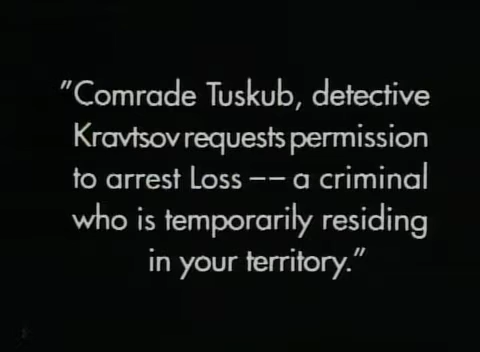 "Comrade Tuskub, detective
Kravtsov requests permission
to arrest Loss -- a criminal
who is temporarily residing
in your territory."